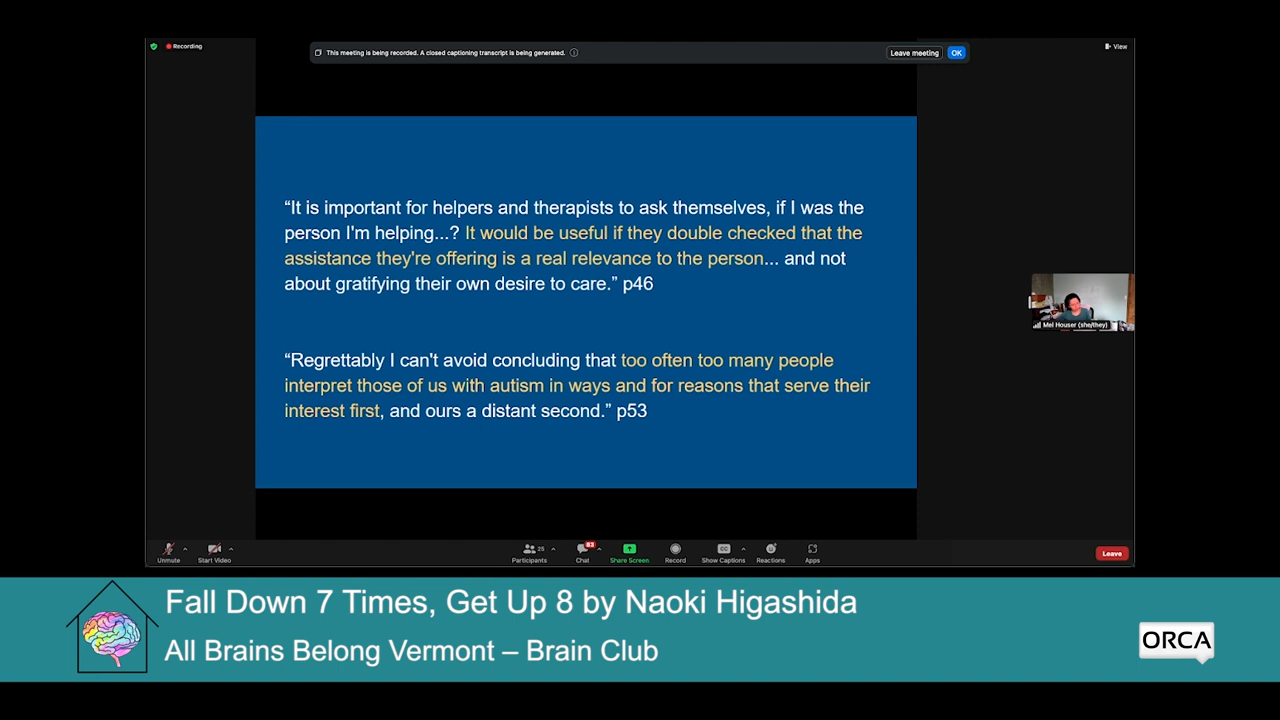 Recording
This meeting is being recorded. A closed captioning transcript is being generated.
Leave meeting
OK
View
“It is important for helpers and therapists to ask themselves, if I was the
person I'm helping...? It would be useful if they double checked that the
assistance they're offering is a real relevance to the person... and not
about gratifying their own desire to care.” p46
“Regrettably I can't avoid concluding that too often too many people
interpret those of us with autism in ways and for reasons that serve their
interest first, and ours a distant second.” p53
Mel Houser (she/they)
Unmute
Start Video
Participants
25
Chat
83
Share Screen
Record
CC
Show Captions
Reactions
Apps
Leave
Fall Down 7 Times, Get Up 8 by Naoki Higashida
All Brains Belong Vermont – Brain Club
ORCA